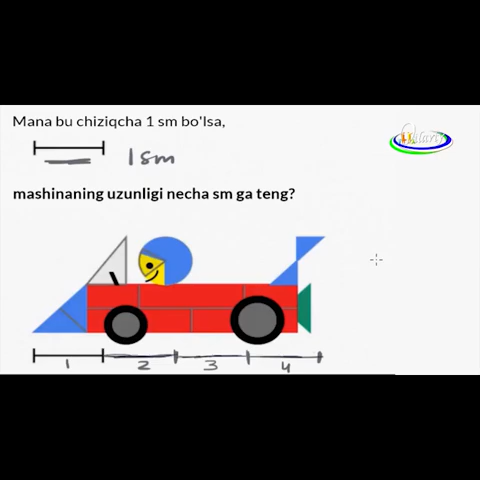 Mana bu chiziqcha 1 sm bo'lsa,
1sm
mashinaning uzunligi necha sm ga teng?
1 2 3 4